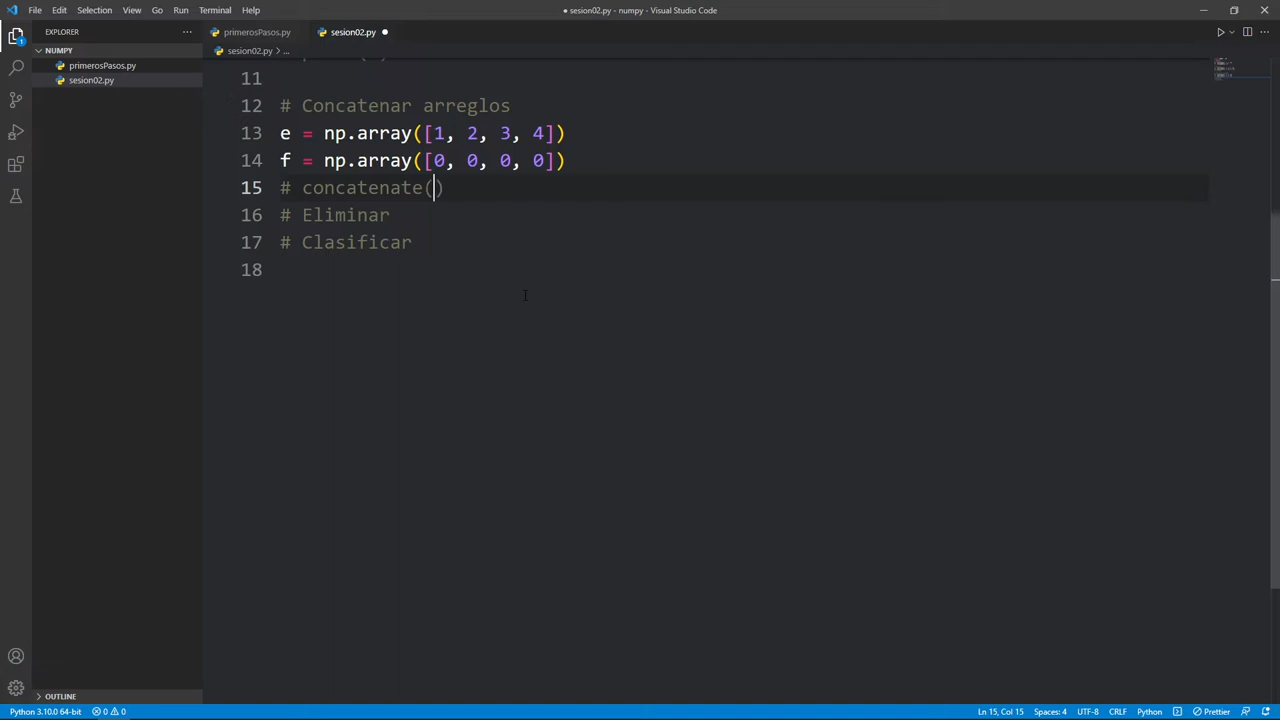 File Edit Selection View Go Run Terminal Help
● sesion02.py - numpy - Visual Studio Code
EXPLORER
NUMPY
primerosPasos.py
sesion02.py
primerosPasos.py
sesion02.py
sesion02.py > ...
11
12 # Concatenar arreglos
13 e = np.array([1, 2, 3, 4])
14 f = np.array([0, 0, 0, 0])
15 # concatenate()
16 # Eliminar
17 # Clasificar
18
1
OUTLINE
Python 3.10.0 64-bit 0 0
Ln 15, Col 15 Spaces: 4 UTF-8 CRLF Python Prettier